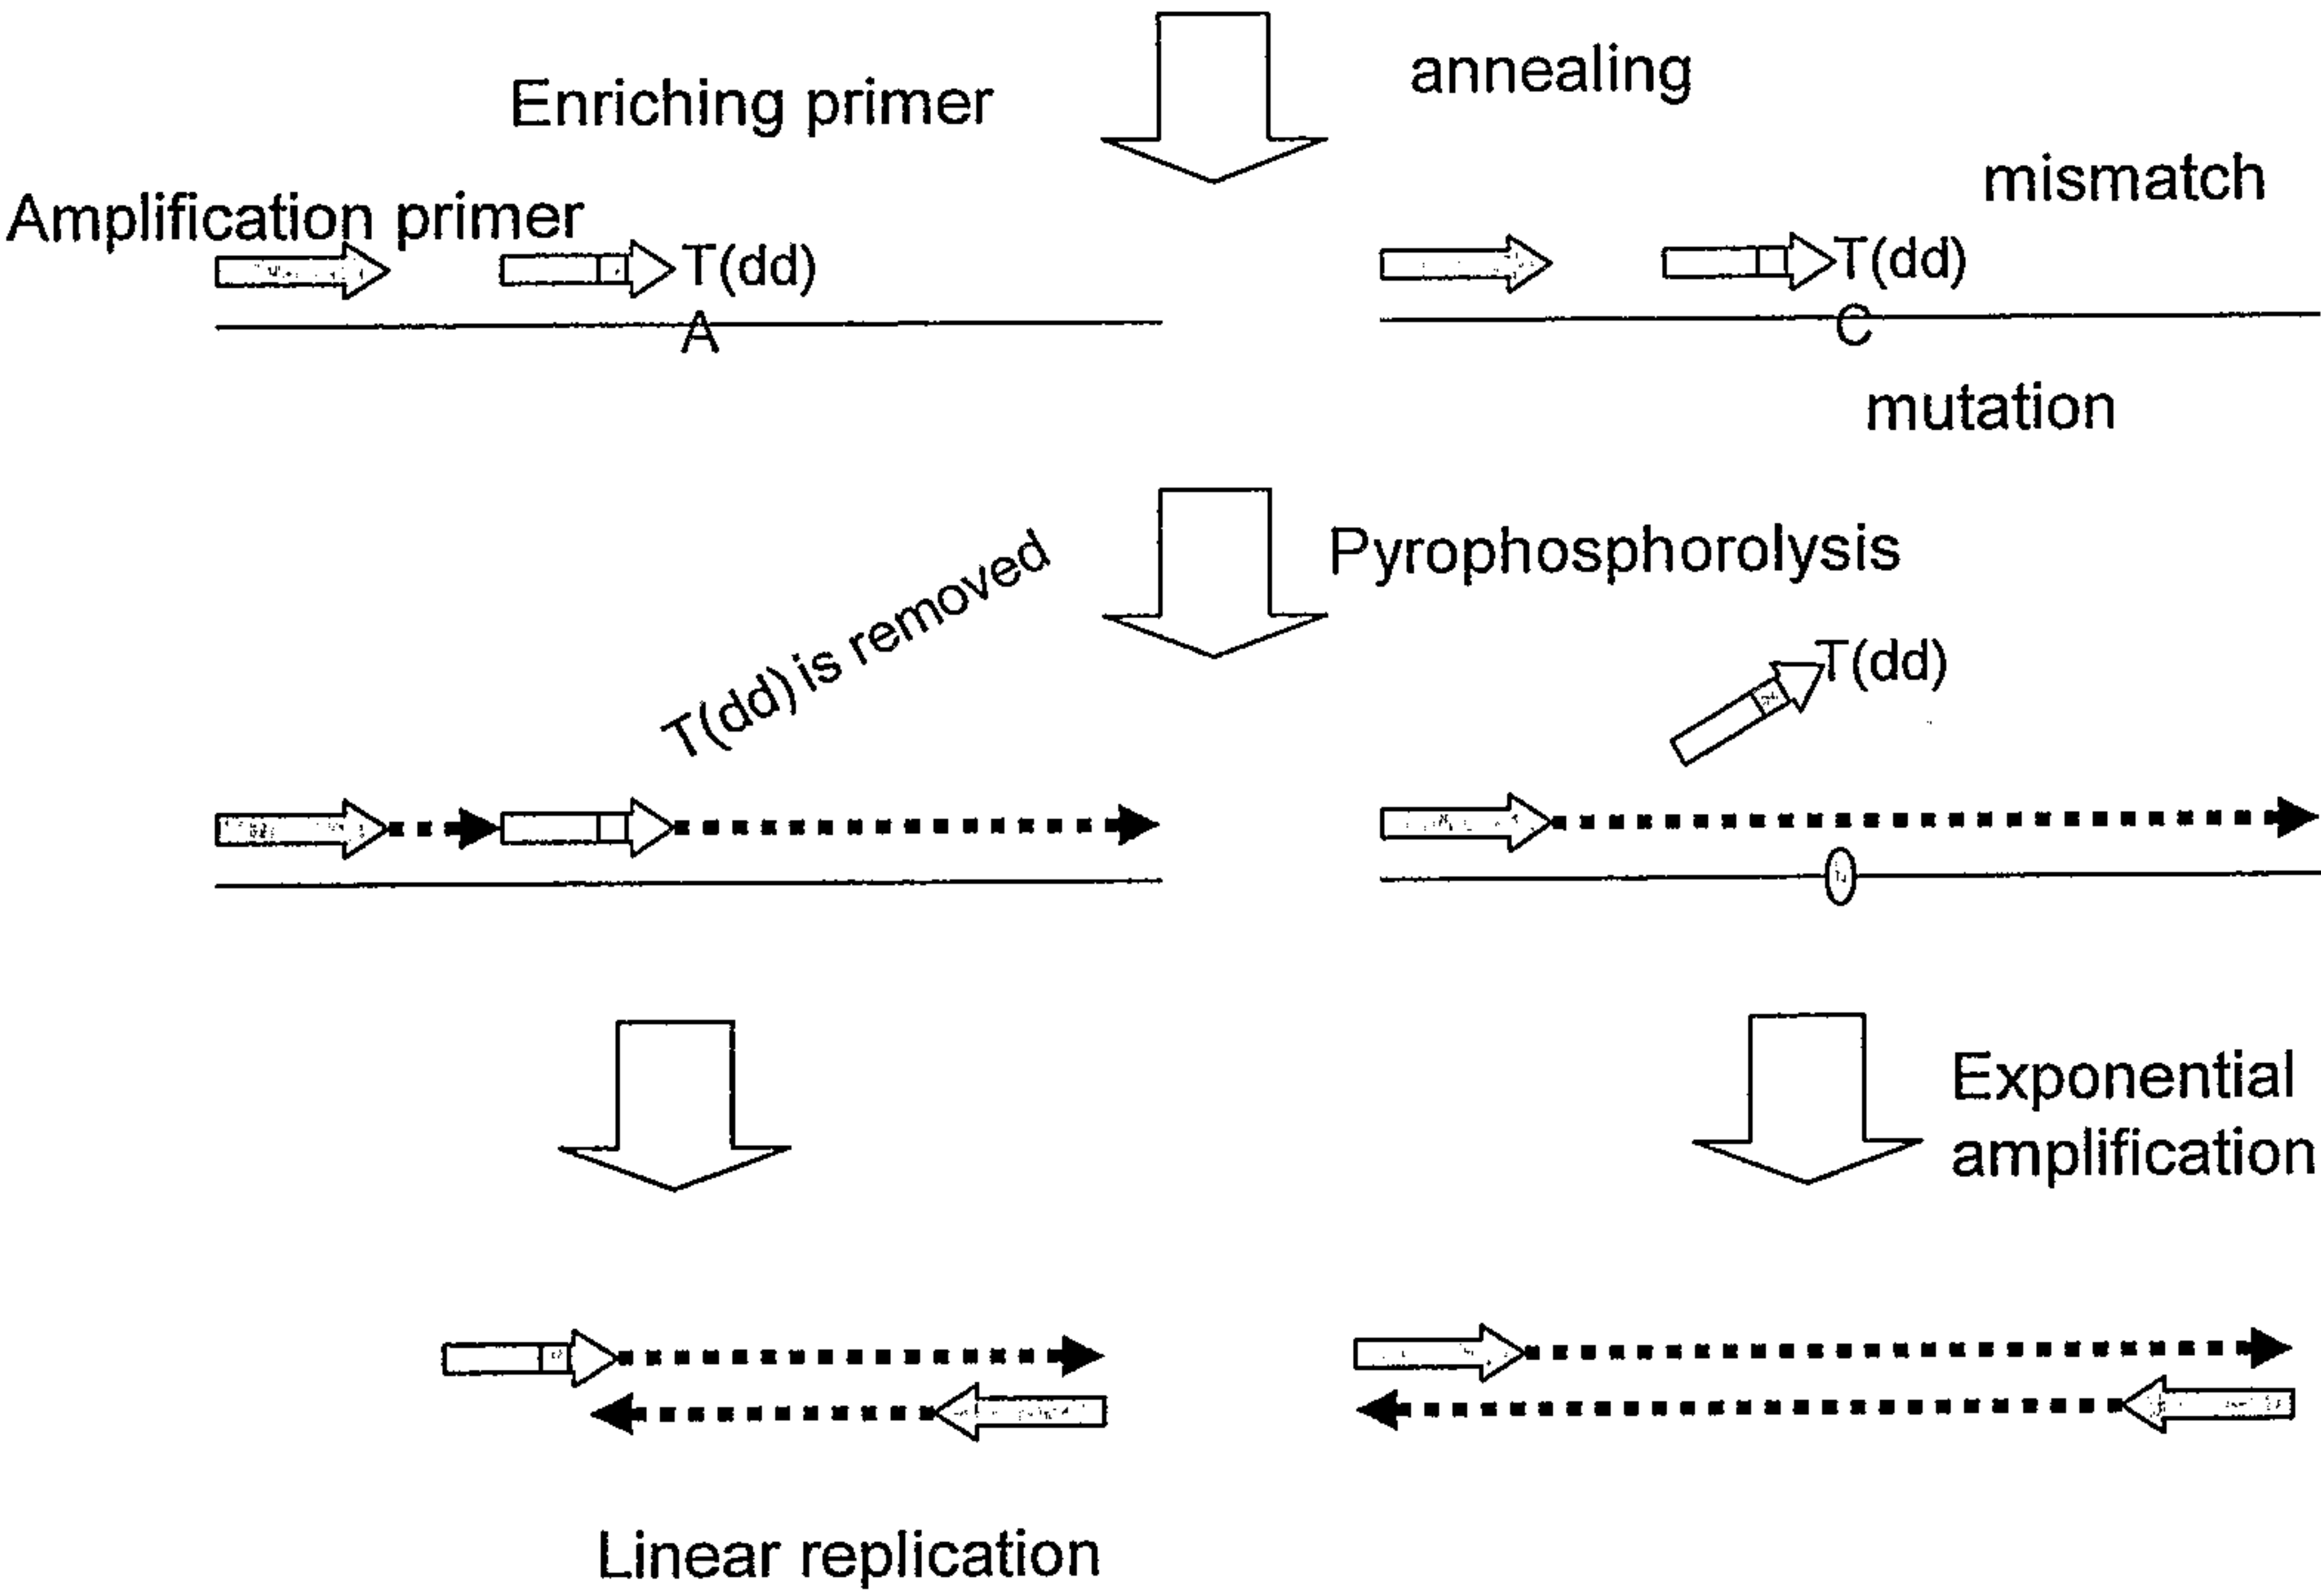 annealing
Enriching primer
mismatch
Amplification primer
T(dd)
T(dd)
A
C
mutation
Pyrophosphorolysis
T(dd) is removed
T(dd)
Exponential
amplification
Linear replication